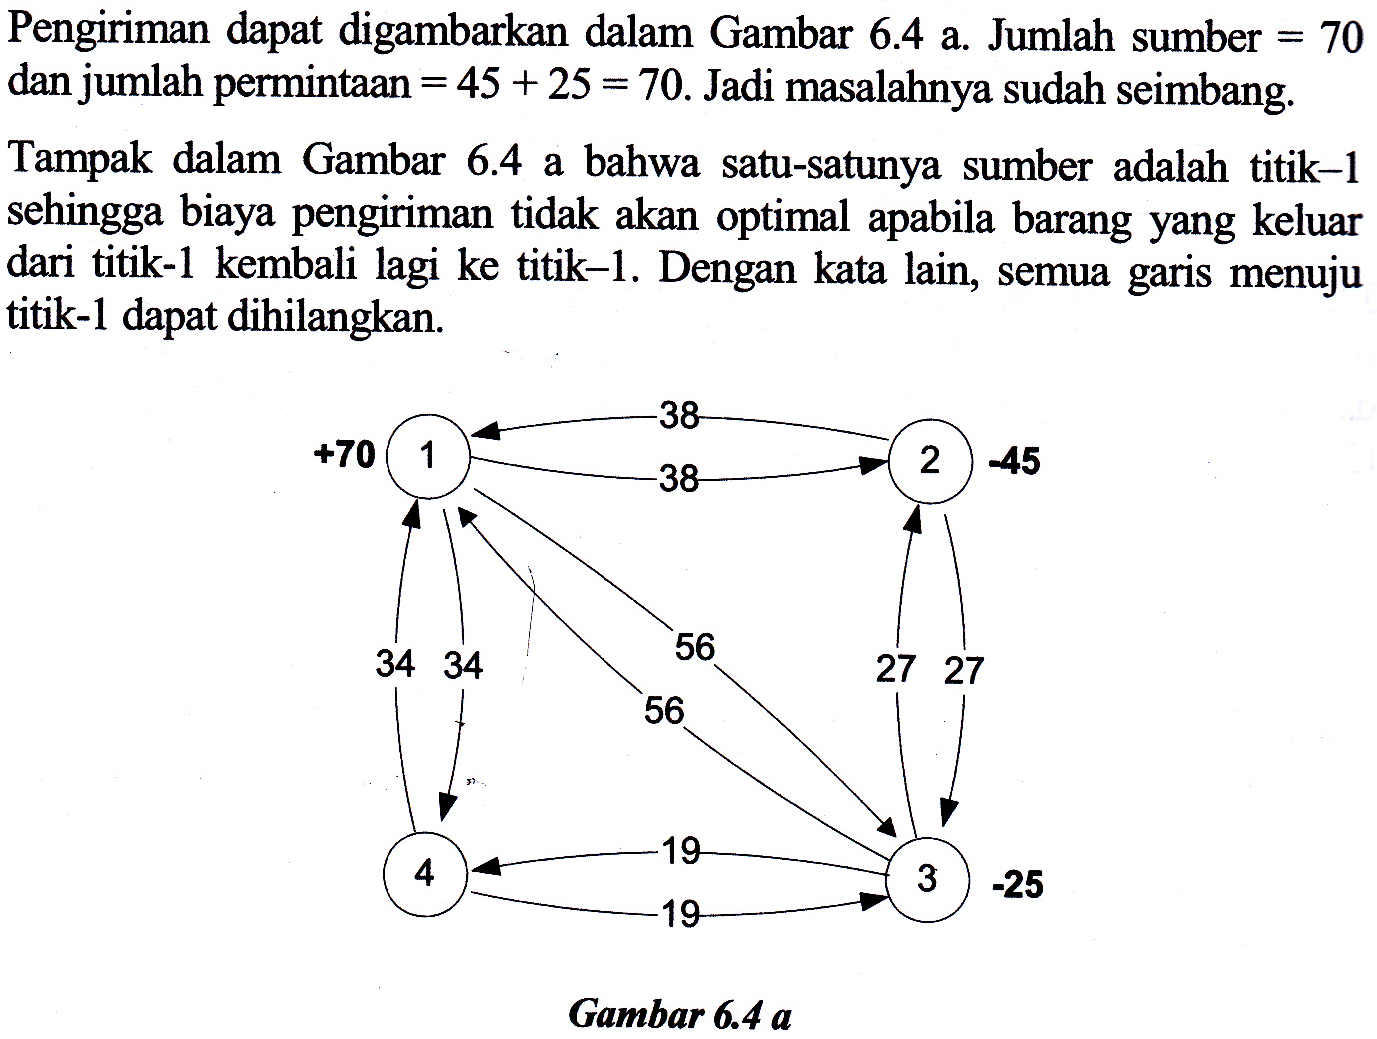 Pengiriman dapat digambarkan dalam Gambar 6.4 a. Jumlah sumber = 70
dan jumlah permintaan = 45 + 25 = 70. Jadi masalahnya sudah seimbang.
Tampak dalam Gambar 6.4 a bahwa satu-satunya sumber adalah titik–1
sehingga biaya pengiriman tidak akan optimal apabila barang yang keluar
dari titik-1 kembali lagi ke titik–1. Dengan kata lain, semua garis menuju
titik-1 dapat dihilangkan.
38
+70 1 2 -45
38
56
34 34 27 27
56
19
4 3 -25
19
Gambar 6.4 a